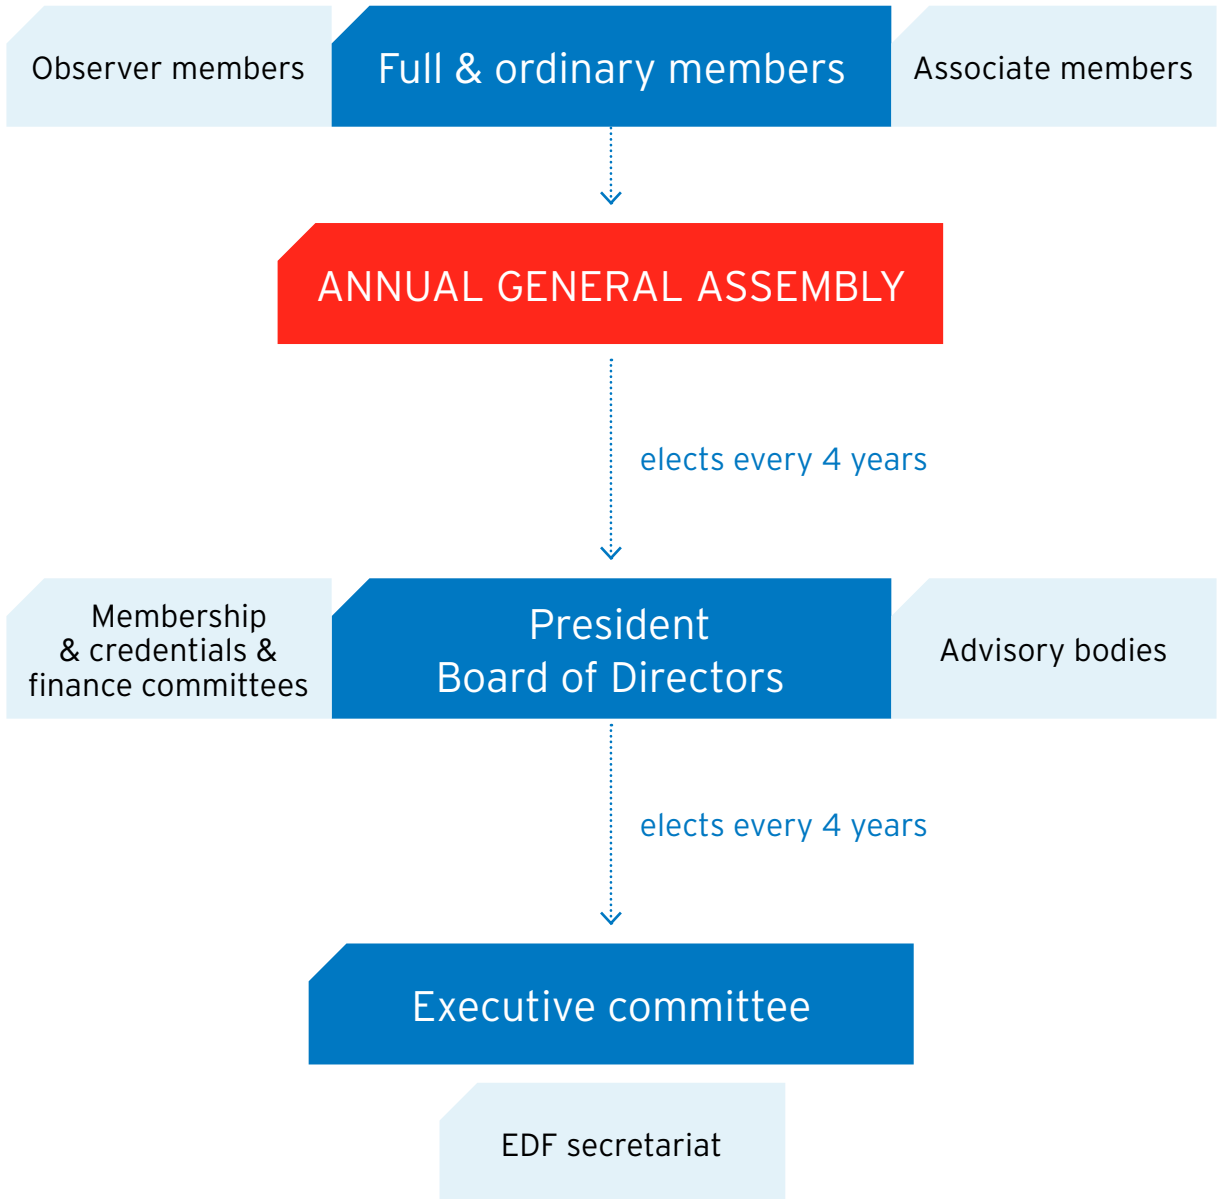 Observer members
Full & ordinary members
Associate members
ANNUAL GENERAL ASSEMBLY
elects every 4 years
Membership
& credentials &
finance committees
President
Board of Directors
Advisory bodies
elects every 4 years
Executive committee
EDF secretariat